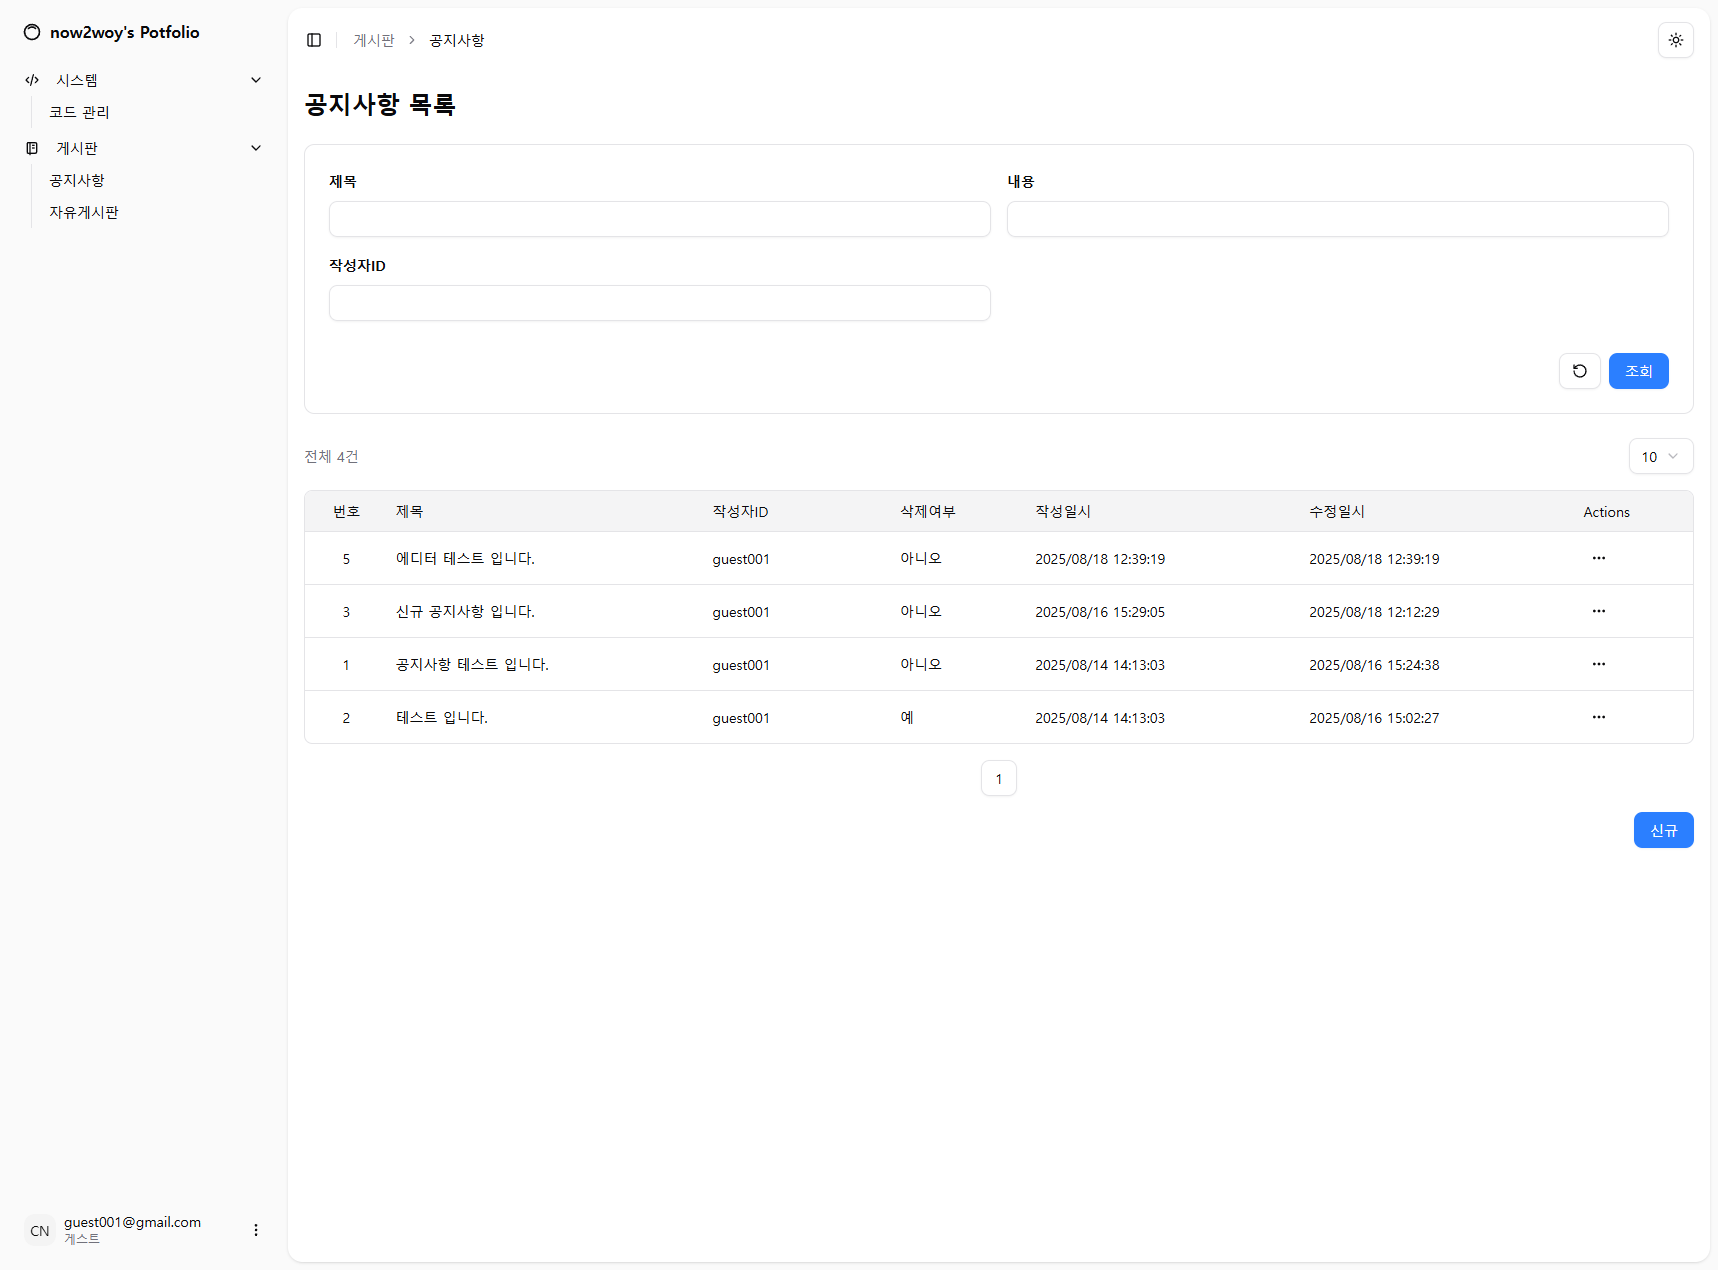 now2woy's Potfolio
시스템
코드 관리
게시판
공지사항
자유게시판
게시판 > 공지사항
공지사항 목록
제목
내용
작성자ID
조회
전체 4건
10
번호 제목 작성자ID 삭제여부 작성일시 수정일시 Actions
5 에디터 테스트 입니다. guest001 아니오 2025/08/18 12:39:19 2025/08/18 12:39:19 ···
3 신규 공지사항 입니다. guest001 아니오 2025/08/16 15:29:05 2025/08/18 12:12:29 ···
1 공지사항 테스트 입니다. guest001 아니오 2025/08/14 14:13:03 2025/08/16 15:24:38 ···
2 테스트 입니다. guest001 예 2025/08/14 14:13:03 2025/08/16 15:02:27 ···
1
신규
CN
guest001@gmail.com
게스트